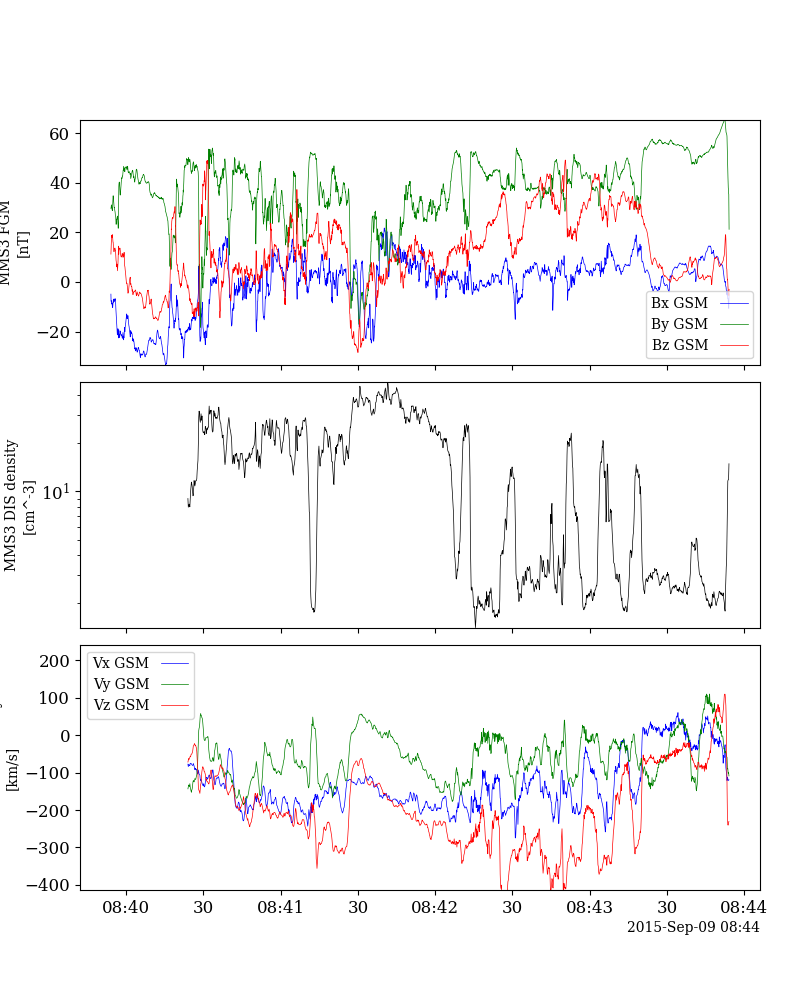 60
40
20
0
−20
MMS3 FGM
[nT]
Bx GSM
By GSM
Bz GSM
10^1
MMS3 DIS density
[cm^-3]
200
100
0
−100
−200
−300
−400
[km/s]
Vx GSM
Vy GSM
Vz GSM
08:40 30 08:41 30 08:42 30 08:43 30 08:44
2015-Sep-09 08:44